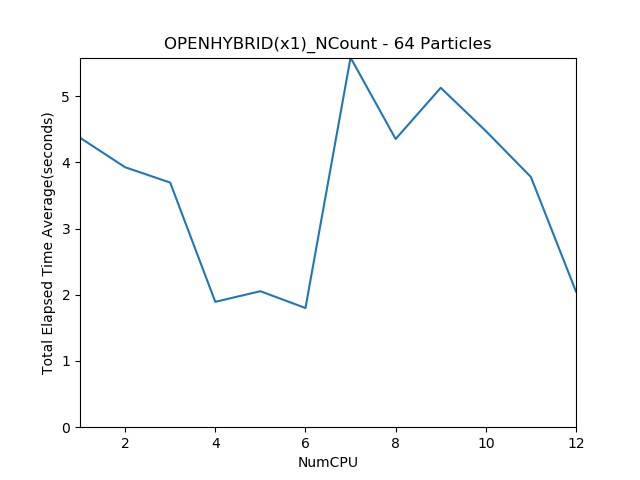 OPENHYBRID(x1)_NCount - 64 Particles
Total Elapsed Time Average(seconds)
5
4
3
2
1
0
2 4 6 8 10 12
NumCPU